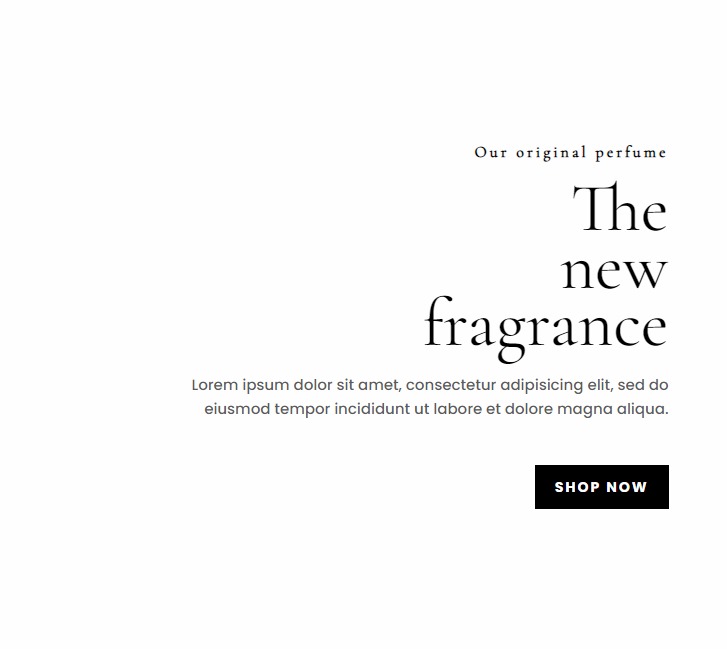 Our original perfume
The
new
fragrance
Lorem ipsum dolor sit amet, consectetur adipisicing elit, sed do
eiusmod tempor incididunt ut labore et dolore magna aliqua.
SHOP NOW